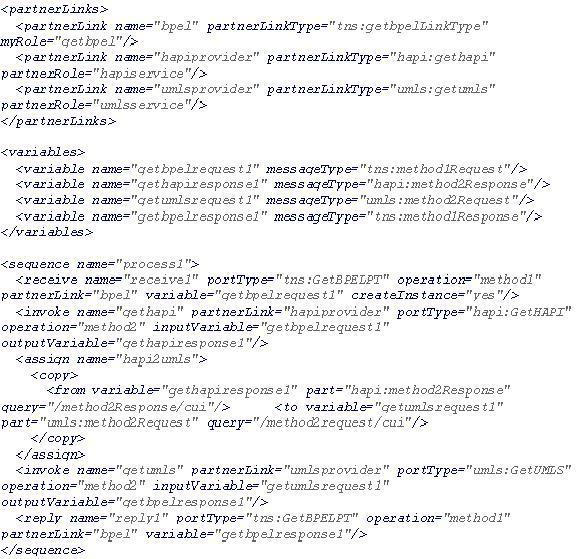 <partnerLinks>
<partnerLink name="bpel" partnerLinkType="tns:getbpelLinkType"
myRole="getbpel"/>
<partnerLink name="hapiprovider" partnerLinkType="hapi:gethapi"
partnerRole="hapiservice"/>
<partnerLink name="umlsprovider" partnerLinkType="umls:getumls"
partnerRole="umlsservice"/>
</partnerLinks>

<variables>
<variable name="getbpelrequest1" messageType="tns:method1Request"/>
<variable name="gethapiresponse1" messageType="hapi:method2Response"/>
<variable name="getumlsrequest1" messageType="umls:method2Request"/>
<variable name="getbpelresponse1" messageType="tns:method1Response"/>
</variables>

<sequence name="process1">
<receive name="receive1" portType="tns:GetBPELPT" operation="method1"
partnerLink="bpel" variable="getbpelrequest1" createInstance="yes"/>
<invoke name="gethapi" partnerLink="hapiprovider" portType="hapi:GetHAPI"
operation="method2" inputVariable="getbpelrequest1"
outputVariable="gethapiresponse1"/>
<assign name="hapi2umls">
<copy>
<from variable="gethapiresponse1" part="hapi:method2Response"
query="/method2Response/cui"/> <to variable="getumlsrequest1"
part="umls:method2Request" query="/method2request/cui"/>
</copy>
</assign>
<invoke name="getumls" partnerLink="umlsprovider" portType="umls:GetUMLS"
operation="method2" inputVariable="getumlsrequest1"
outputVariable="getbpelresponse1"/>
<reply name="reply1" portType="tns:GetBPELPT" operation="method1"
partnerLink="bpel" variable="getbpelresponse1"/>
</sequence>